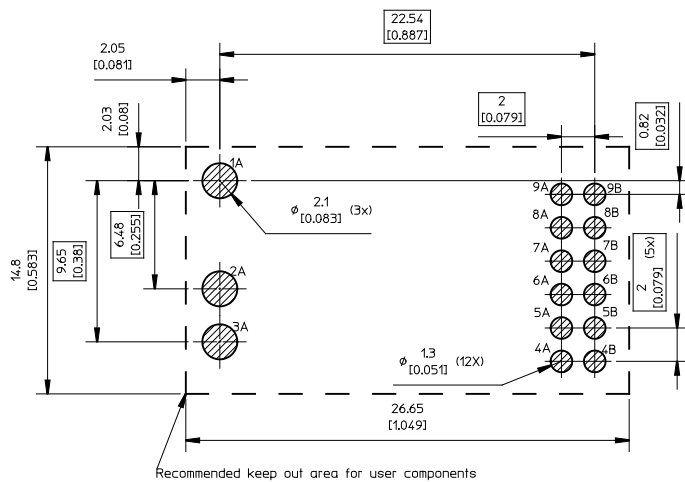 22.54
[0.887]
2.05
[0.081]
2
[0.079]
0.82
[0.032]
2.03
[0.08]
1A
9A
9B
ø 2.1 (3x)
[0.083]
8A
8B
14.8
[0.583]
9.65
[0.38]
6.48
[0.255]
7A
7B
2 (5x)
[0.079]
2A
6A
6B
5A
5B
3A
ø 1.3 (12X)
[0.051]
4A
4B
26.65
[1.049]
Recommended keep out area for user components